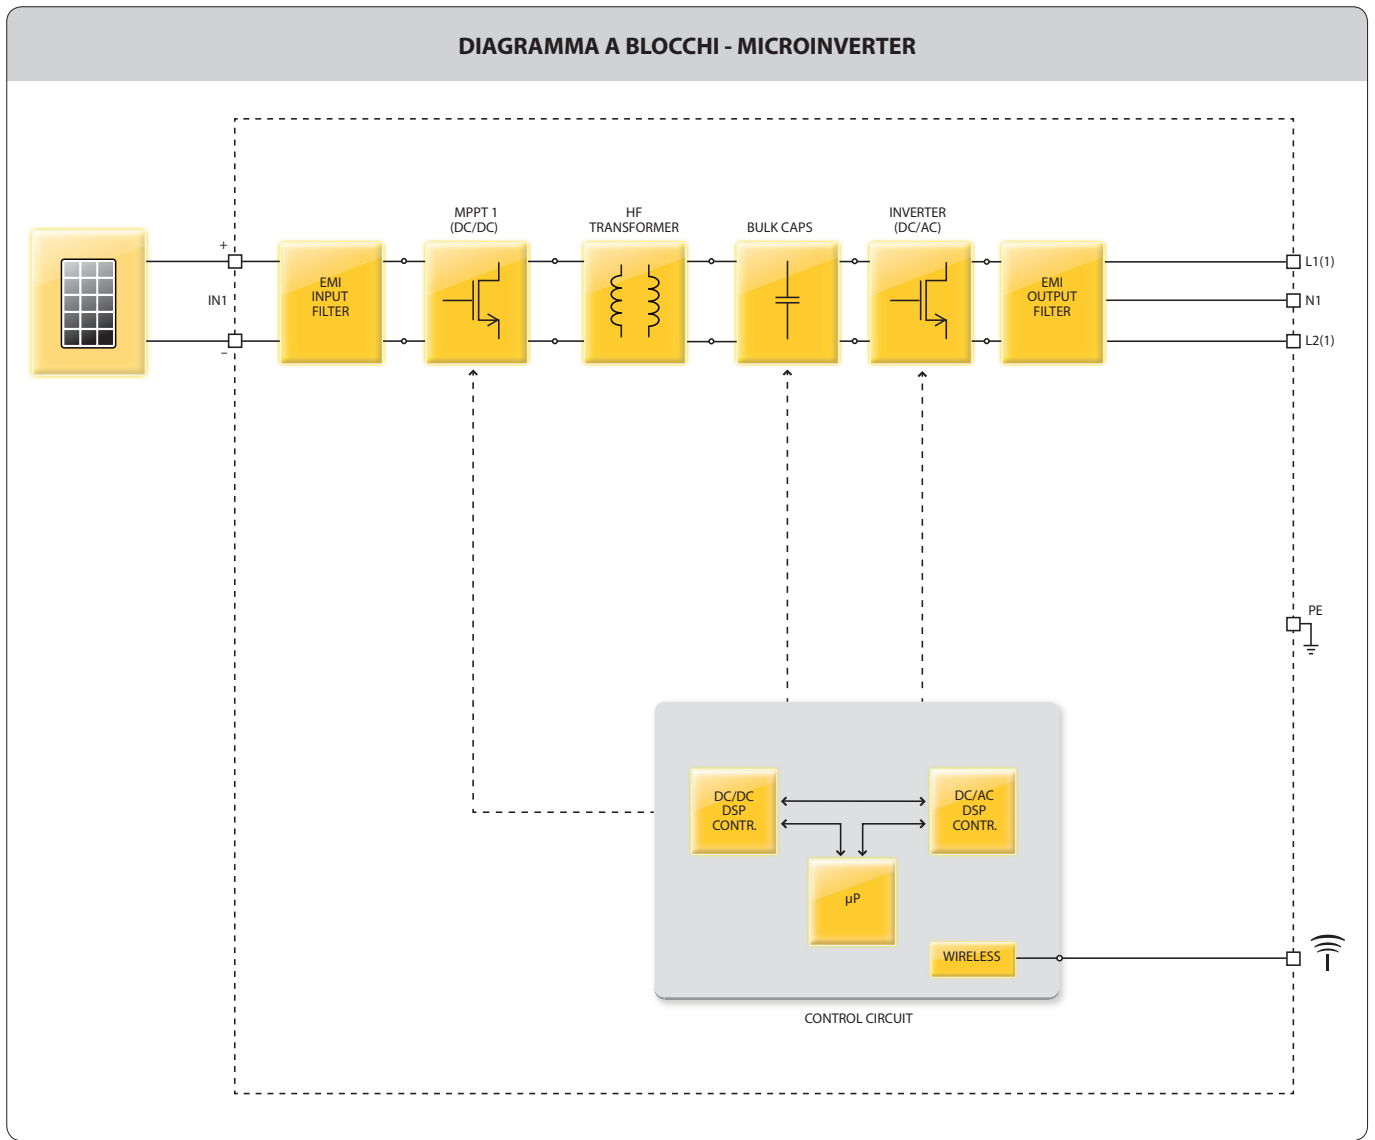 DIAGRAMMA A BLOCCHI - MICROINVERTER
MPPT 1
(DC/DC)
HF
TRANSFORMER
BULK CAPS
INVERTER
(DC/AC)
+
IN1
–
EMI
INPUT
FILTER
EMI
OUTPUT
FILTER
L1(1)
N1
L2(1)
PE
DC/DC
DSP
CONTR.
DC/AC
DSP
CONTR.
µP
WIRELESS
CONTROL CIRCUIT